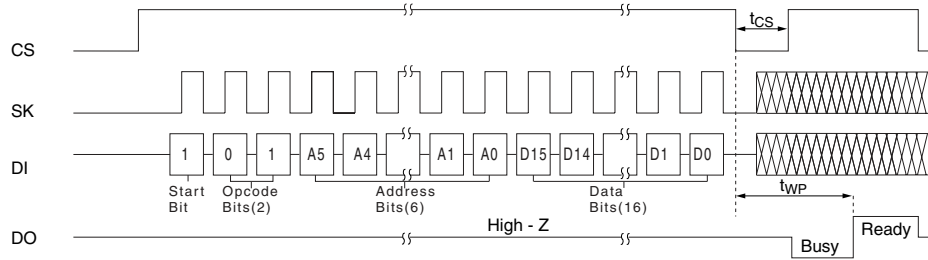 CS
tCS
SK
DI
1 0 1 A5 A4 A1 A0 D15 D14 D1 D0
Start Bit
Opcode Bits(2)
Address Bits(6)
Data Bits(16)
tWP
DO
High - Z
Busy
Ready